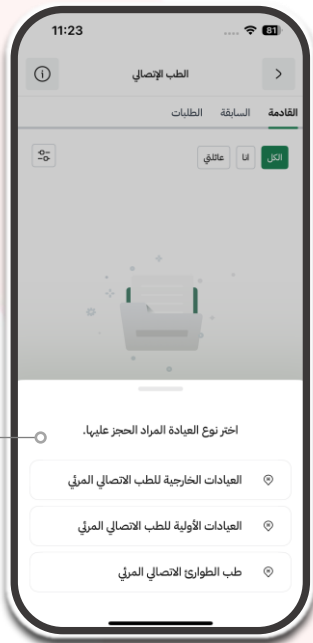 11:23
81
الطب الإتصالي
القادمة السابقة الطلبات
الكل انا عائلتي
اختر نوع العيادة المراد الحجز عليها.
العيادات الخارجية للطب الاتصالي المرئي
العيادات الأولية للطب الاتصالي المرئي
طب الطوارئ الاتصالي المرئي